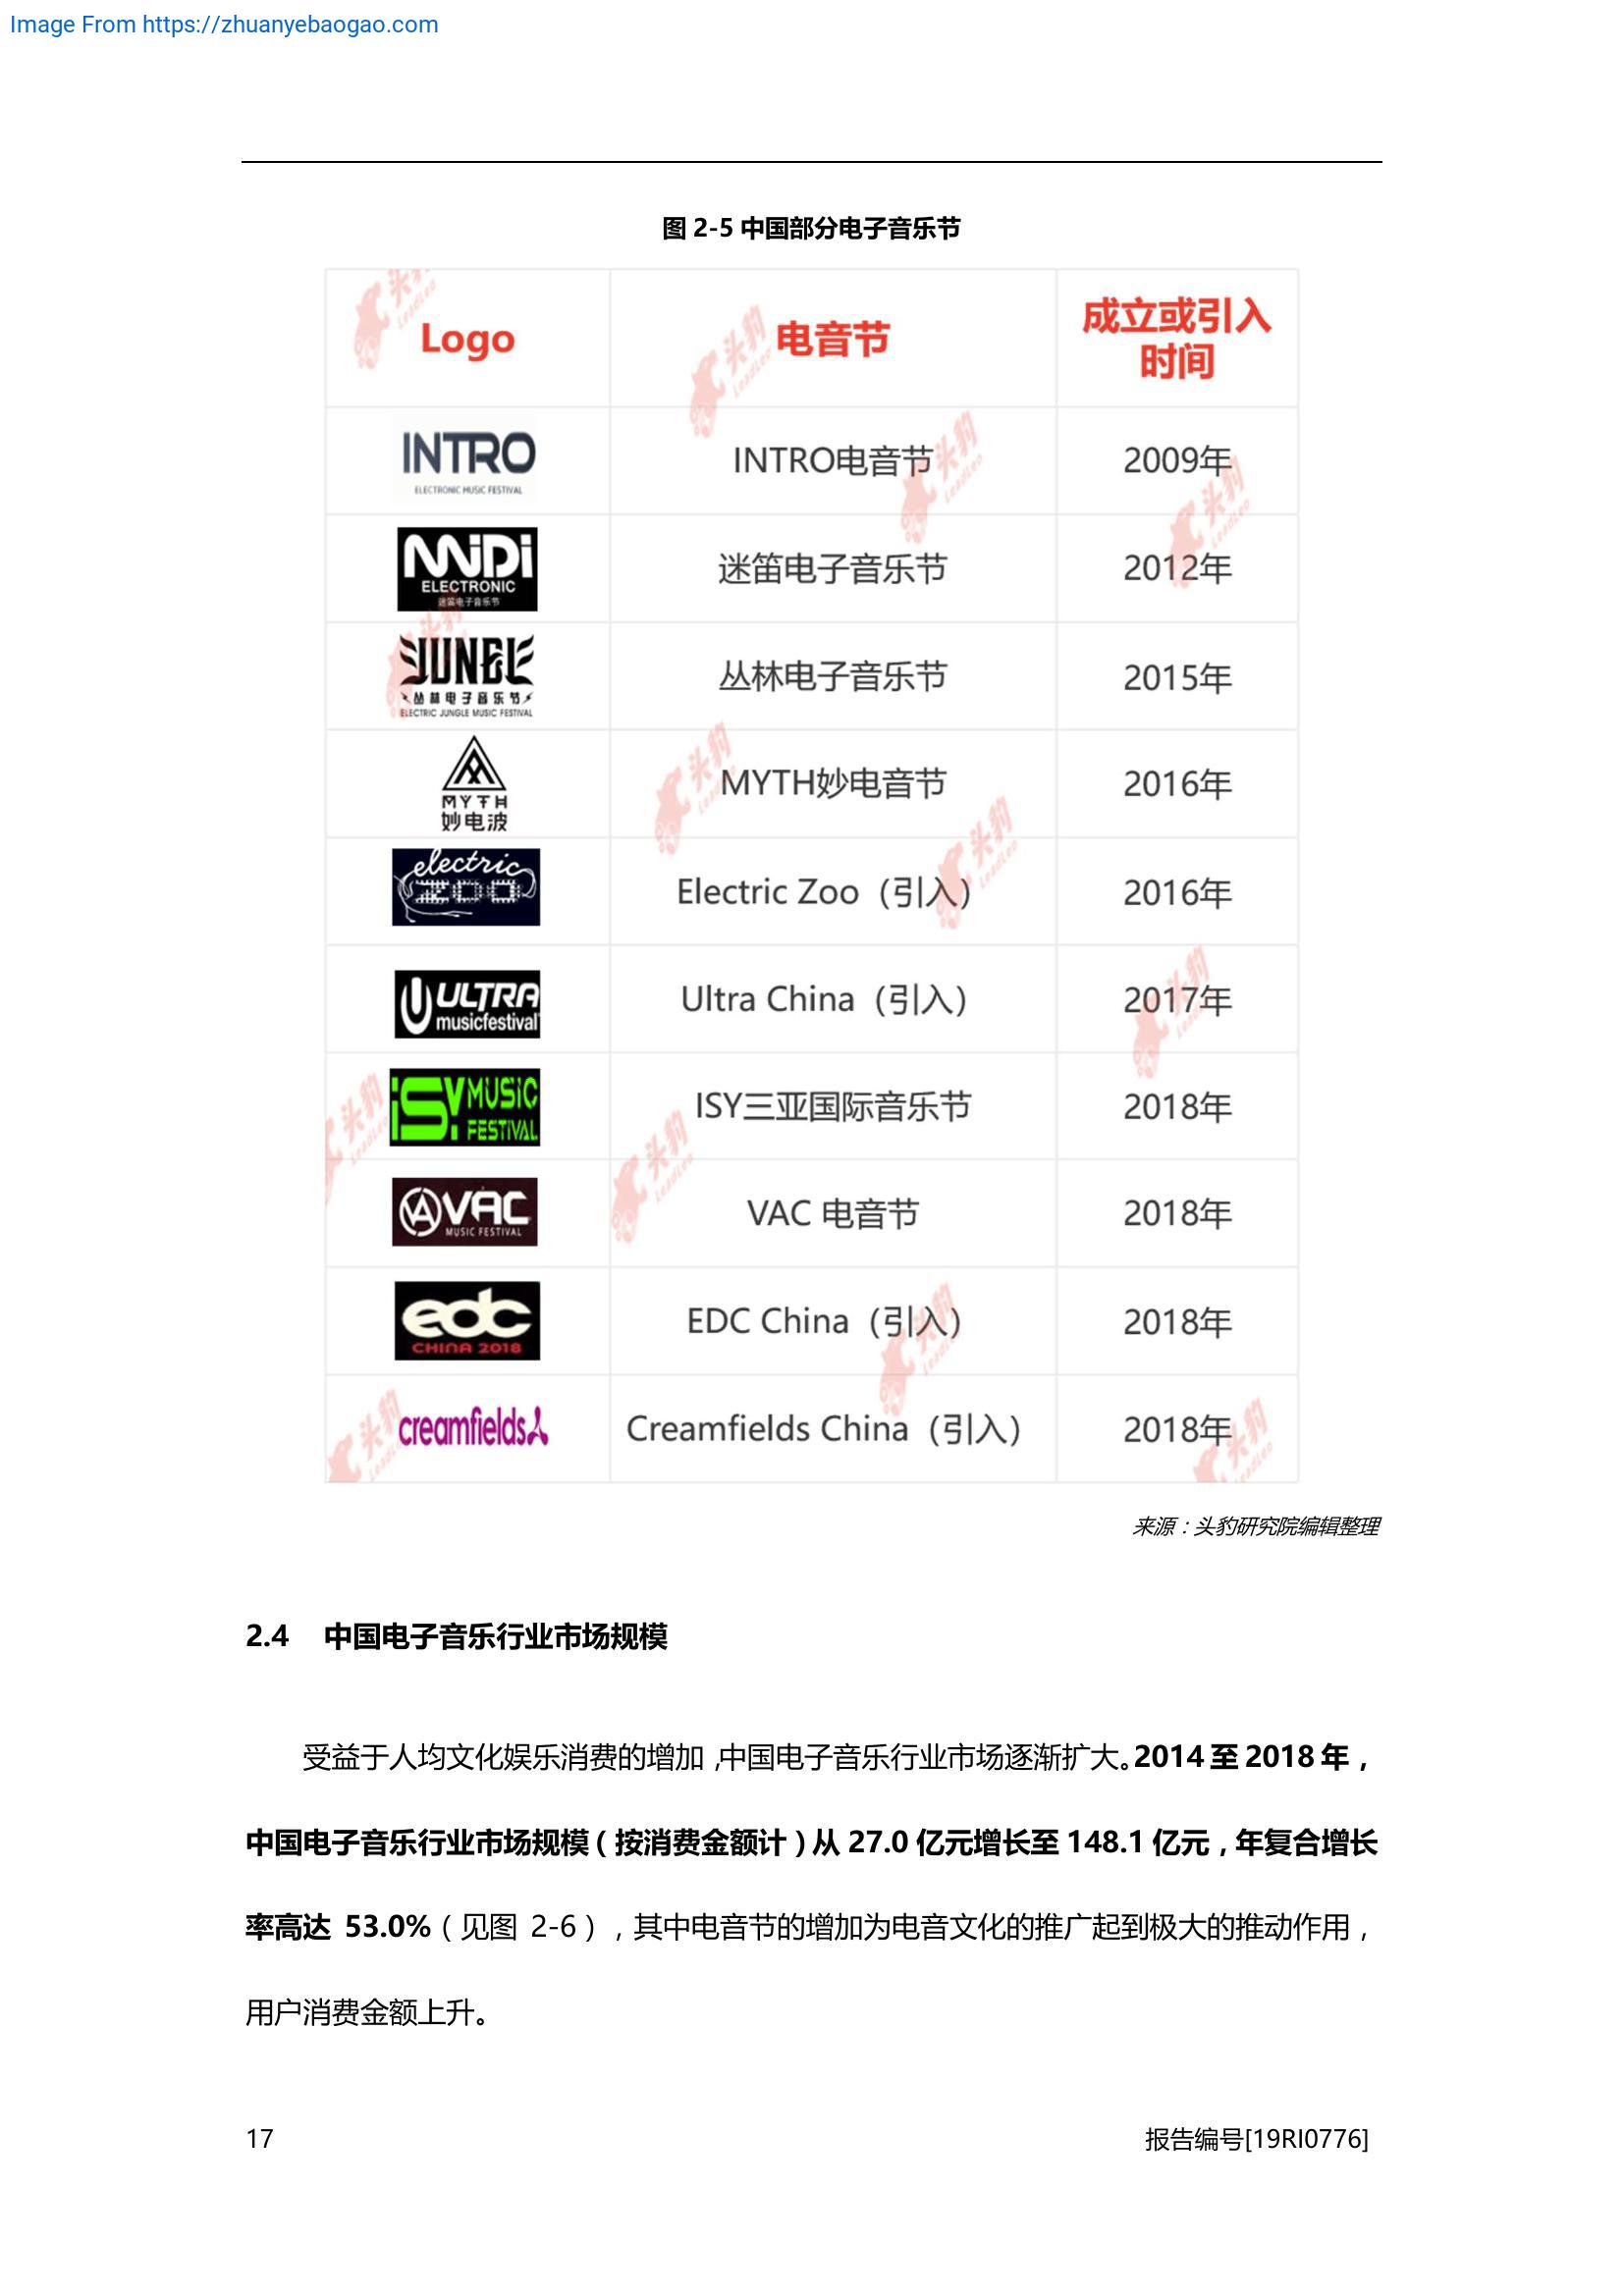 Image From https://zhuanyebaogao.com
图 2-5 中国部分电子音乐节
Logo 电音节 成立或引入
时间
INTRO
ELECTRONIC MUSIC FESTIVAL
INTRO电音节 2009年
MiDi
ELECTRONIC
迷笛电子音乐节
迷笛电子音乐节 2012年
JUNGLE
丛林电子音乐节
ELECTRIC JUNGLE MUSIC FESTIVAL
丛林电子音乐节 2015年
MYTH
妙电波
MYTH妙电音节 2016年
electric
ZOO
Electric Zoo（引入） 2016年
ULTRA
musicfestival
Ultra China（引入） 2017年
iSY MUSIC
FESTIVAL
ISY三亚国际音乐节 2018年
VAC
MUSIC FESTIVAL
VAC 电音节 2018年
edc
CHINA 2018
EDC China（引入） 2018年
creamfields
Creamfields China（引入） 2018年
头豹
LeadLeo
来源：头豹研究院编辑整理
2.4 中国电子音乐行业市场规模
受益于人均文化娱乐消费的增加，中国电子音乐行业市场逐渐扩大。2014 至 2018 年，
中国电子音乐行业市场规模（按消费金额计）从 27.0 亿元增长至 148.1 亿元，年复合增长
率高达 53.0%（见图 2-6），其中电音节的增加为电音文化的推广起到极大的推动作用，
用户消费金额上升。
17 报告编号[19RI0776]